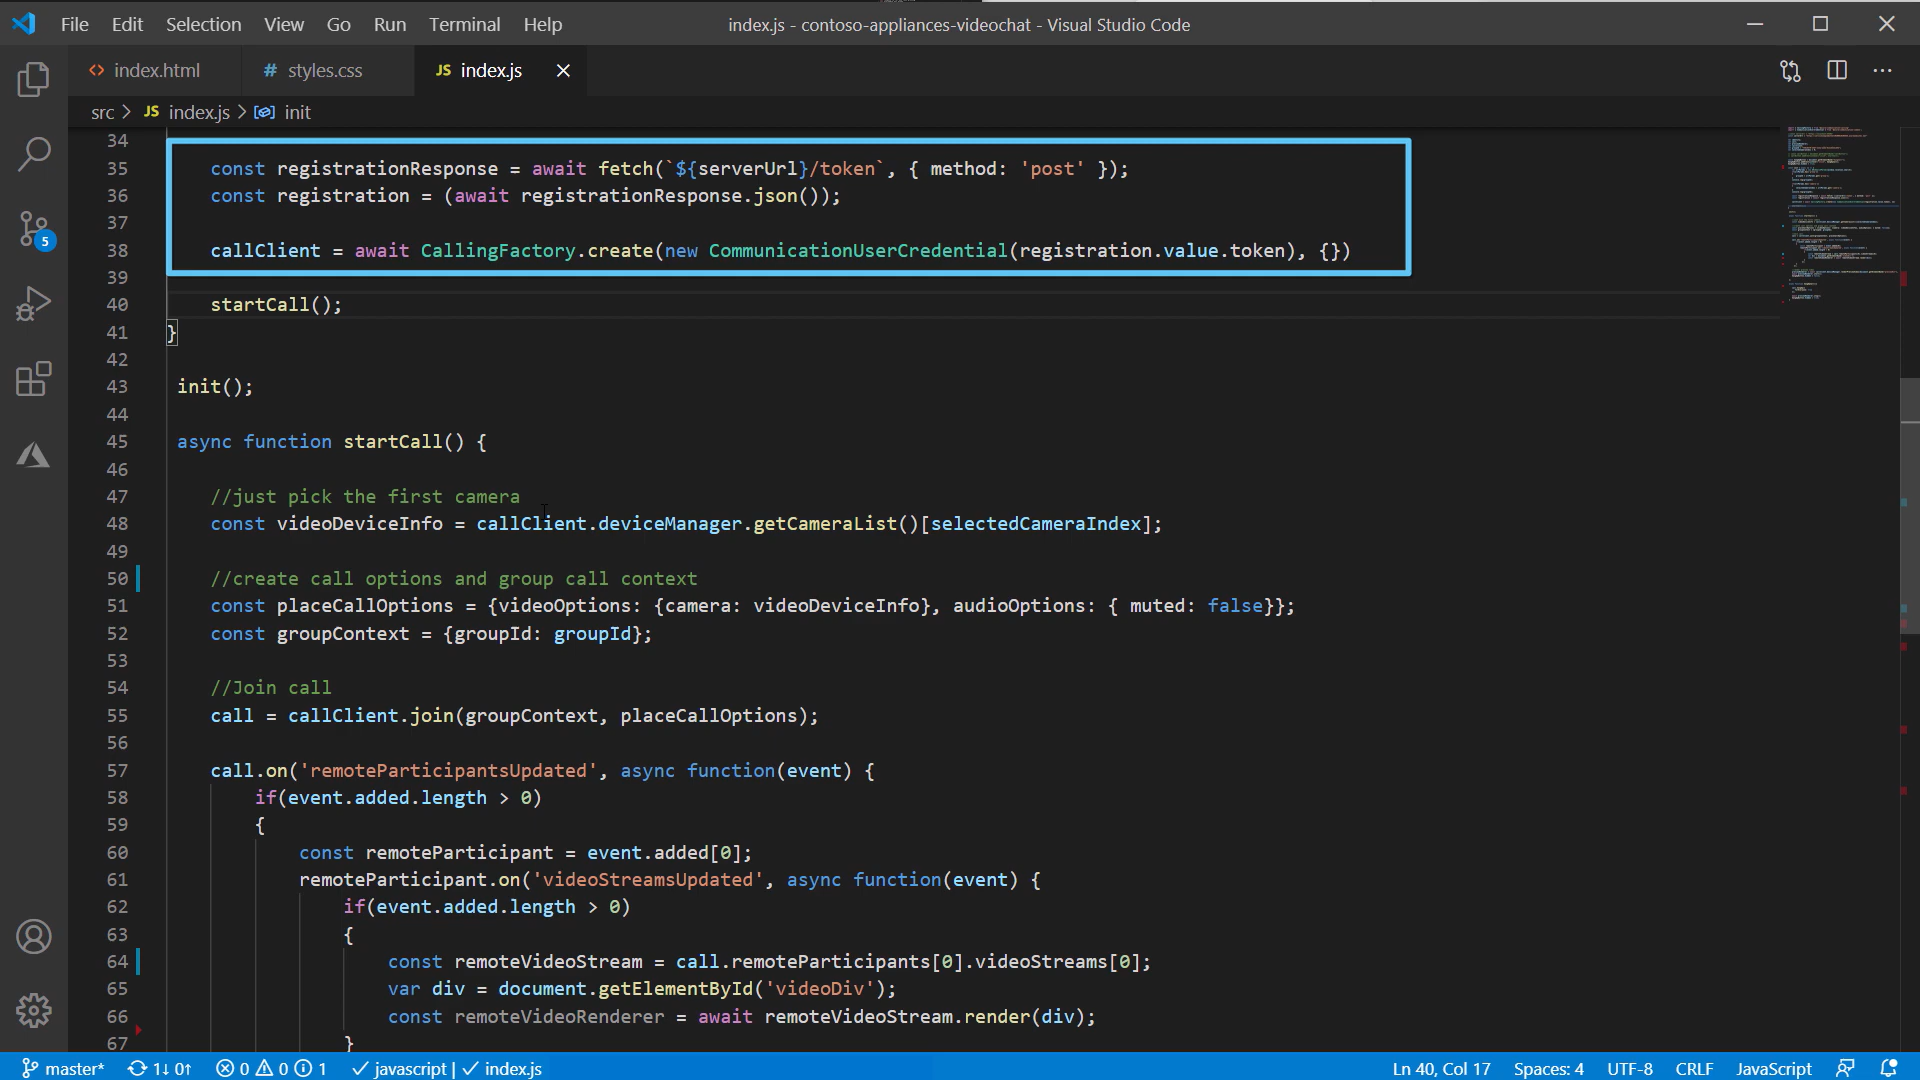 File Edit Selection View Go Run Terminal Help index.js - contoso-appliances-videochat - Visual Studio Code
<> index.html # styles.css JS index.js
src > JS index.js > init
34
35 const registrationResponse = await fetch(`${serverUrl}/token`, { method: 'post' });
36 const registration = (await registrationResponse.json());
37
38 callClient = await CallingFactory.create(new CommunicationUserCredential(registration.value.token), {})
39
40 startCall();
41 }
42
43 init();
44
45 async function startCall() {
46
47 //just pick the first camera
48 const videoDeviceInfo = callClient.deviceManager.getCameraList()[selectedCameraIndex];
49
50 //create call options and group call context
51 const placeCallOptions = {videoOptions: {camera: videoDeviceInfo}, audioOptions: { muted: false}};
52 const groupContext = {groupId: groupId};
53
54 //Join call
55 call = callClient.join(groupContext, placeCallOptions);
56
57 call.on('remoteParticipantsUpdated', async function(event) {
58 if(event.added.length > 0)
59 {
60 const remoteParticipant = event.added[0];
61 remoteParticipant.on('videoStreamsUpdated', async function(event) {
62 if(event.added.length > 0)
63 {
64 const remoteVideoStream = call.remoteParticipants[0].videoStreams[0];
65 var div = document.getElementById('videoDiv');
66 const remoteVideoRenderer = await remoteVideoStream.render(div);
67 }
5
master* 1↓ 0↑ 0 0 1 javascript | index.js Ln 40, Col 17 Spaces: 4 UTF-8 CRLF JavaScript